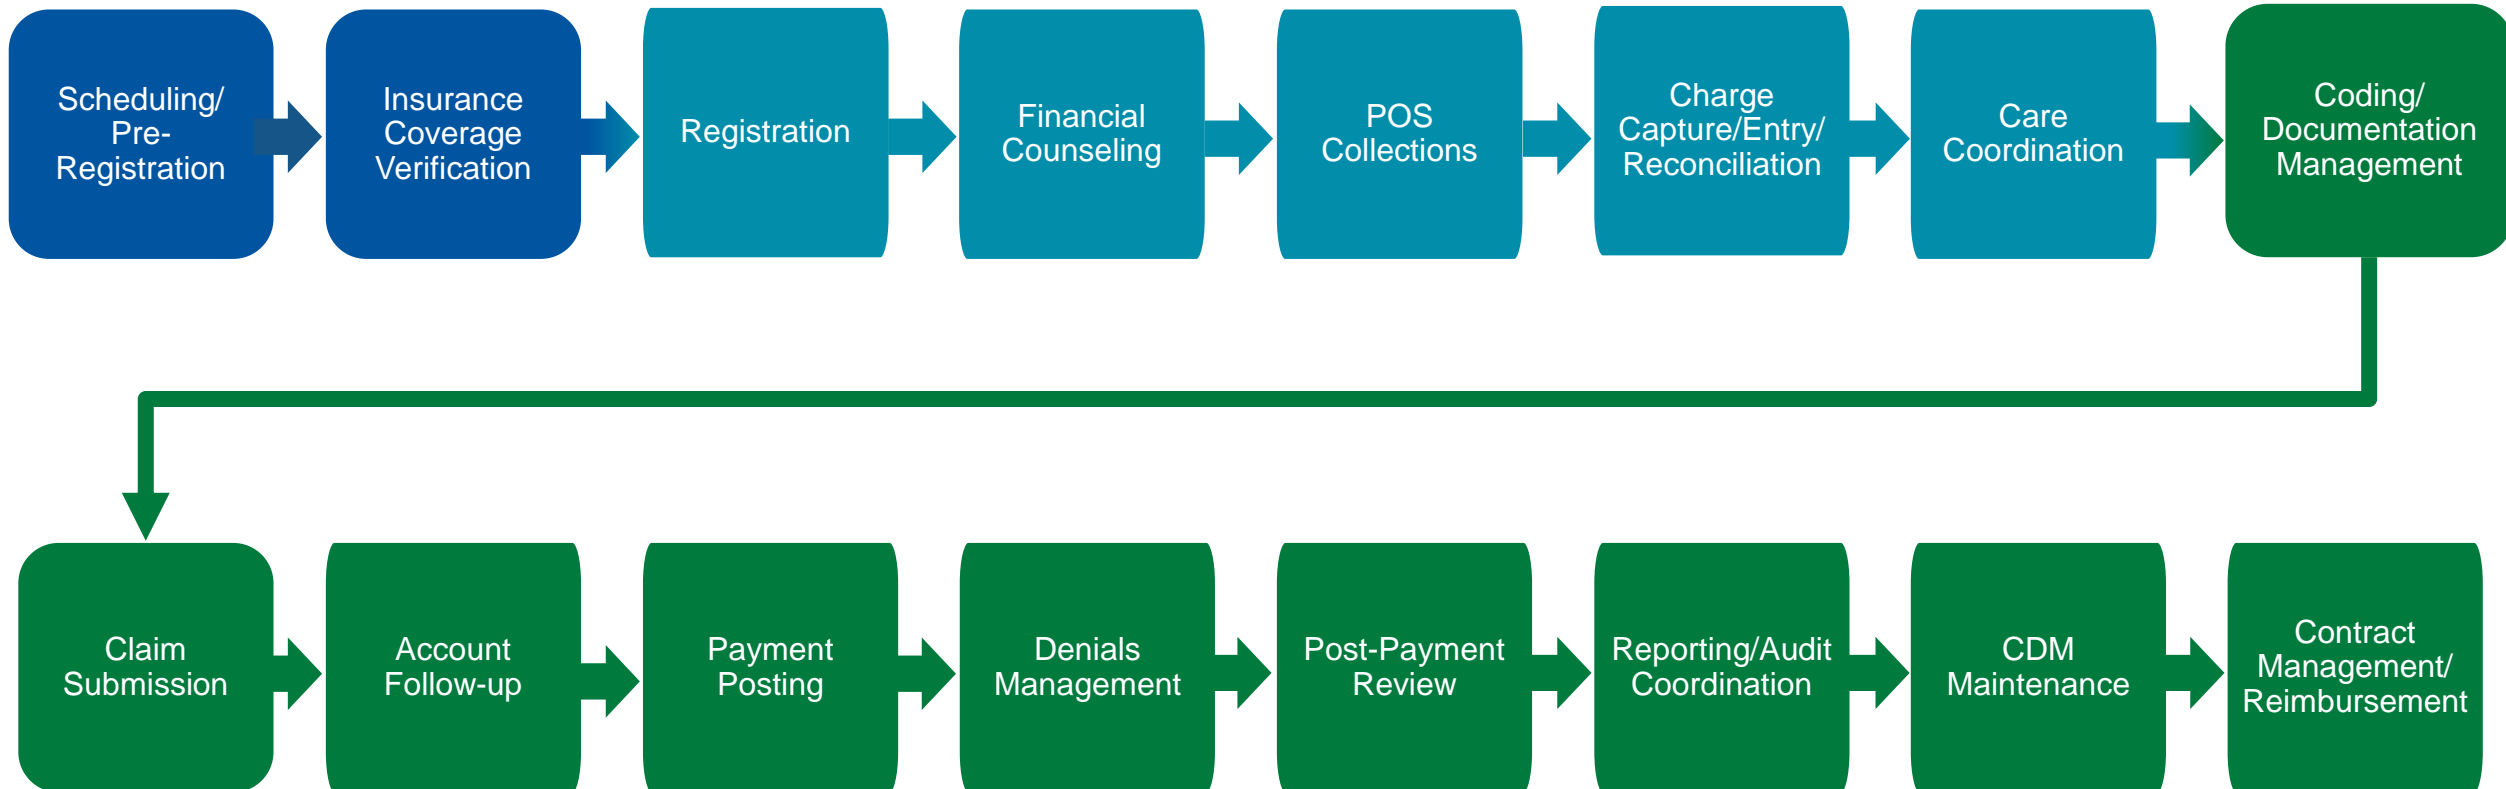 Scheduling/
Pre-
Registration
Insurance
Coverage
Verification
Registration
Financial
Counseling
POS
Collections
Charge
Capture/Entry/
Reconciliation
Care
Coordination
Coding/
Documentation
Management
Claim
Submission
Account
Follow-up
Payment
Posting
Denials
Management
Post-Payment
Review
Reporting/Audit
Coordination
CDM
Maintenance
Contract
Management/
Reimbursement